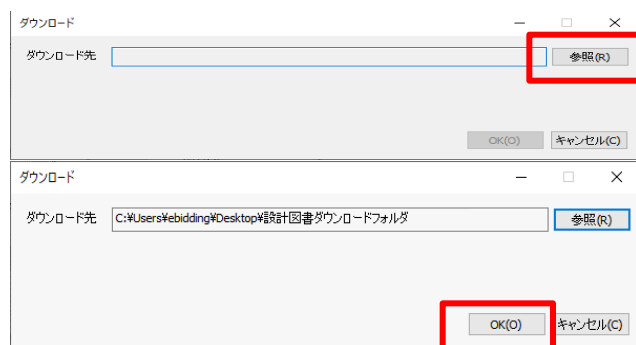 ダウンロード
ダウンロード先 参照(R)
OK(O) キャンセル(C)
ダウンロード
ダウンロード先 C:¥Users¥ebidding¥Desktop¥設計図書ダウンロードフォルダ 参照(R)
OK(O) キャンセル(C)